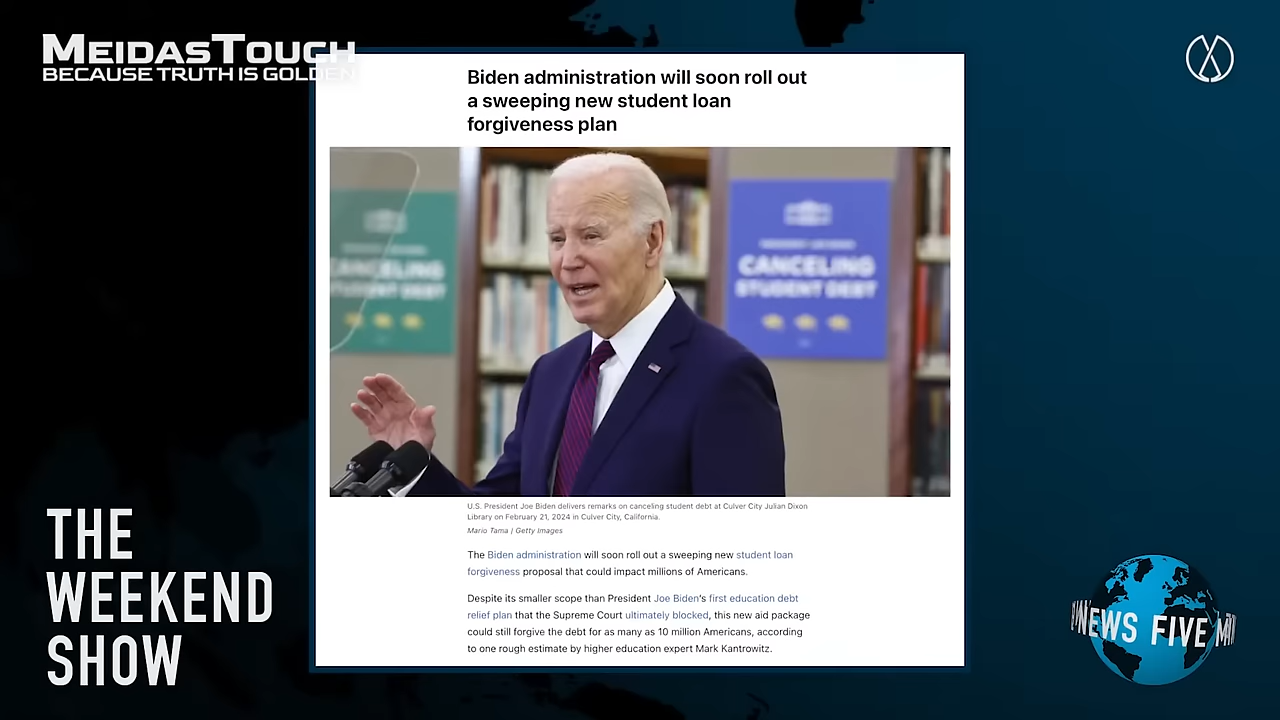 MEIDASTOUCH
BECAUSE TRUTH IS GOLDEN
Biden administration will soon roll out
a sweeping new student loan
forgiveness plan
CANCELING
STUDENT DEBT
CANCELING
STUDENT DEBT
U.S. President Joe Biden delivers remarks on canceling student debt at Culver City Julian Dixon
Library on February 21, 2024 in Culver City, California.
Mario Tama | Getty Images
The Biden administration will soon roll out a sweeping new student loan
forgiveness proposal that could impact millions of Americans.
Despite its smaller scope than President Joe Biden's first education debt
relief plan that the Supreme Court ultimately blocked, this new aid package
could still forgive the debt for as many as 10 million Americans, according
to one rough estimate by higher education expert Mark Kantrowitz.
THE
WEEKEND
SHOW
NEWS FIVE